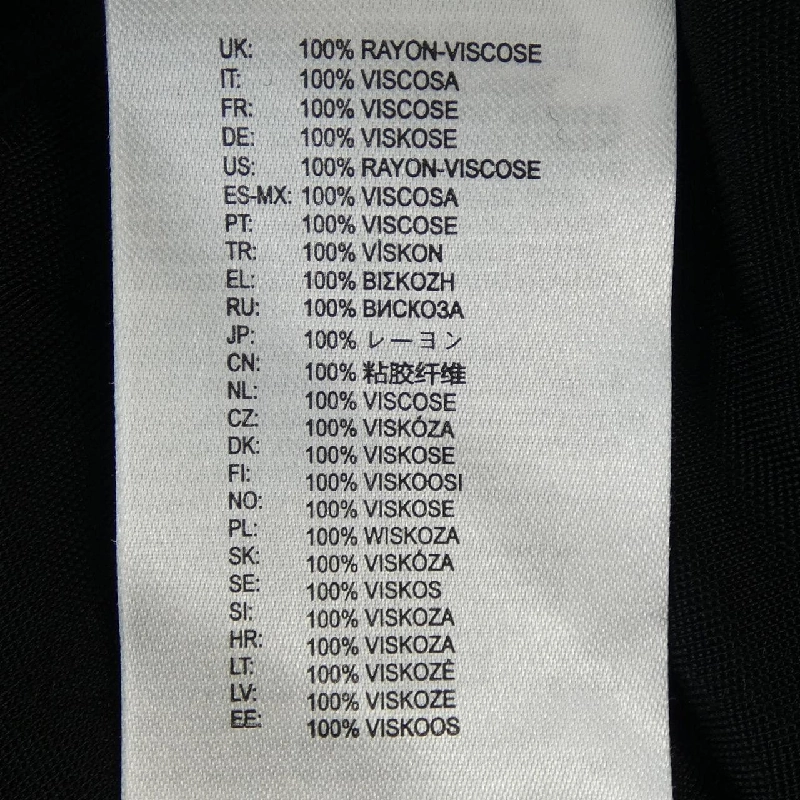 UK: 100% RAYON-VISCOSE
IT: 100% VISCOSA
FR: 100% VISCOSE
DE: 100% VISKOSE
US: 100% RAYON-VISCOSE
ES-MX: 100% VISCOSA
PT: 100% VISCOSE
TR: 100% VİSKON
EL: 100% ΒΙΣΚΟΖΗ
RU: 100% ВИСКОЗА
JP: 100% レーヨン
CN: 100% 粘胶纤维
NL: 100% VISCOSE
CZ: 100% VISKÓZA
DK: 100% VISKOSE
FI: 100% VISKOOSI
NO: 100% VISKOSE
PL: 100% WISKOZA
SK: 100% VISKÓZA
SE: 100% VISKOS
SI: 100% VISKOZA
HR: 100% VISKOZA
LT: 100% VISKOZĖ
LV: 100% VISKOZE
EE: 100% VISKOOS